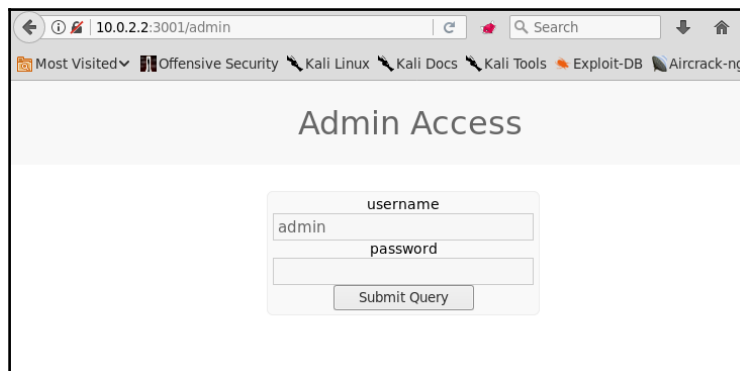 10.0.2.2:3001/admin Search
Most Visited Offensive Security Kali Linux Kali Docs Kali Tools Exploit-DB Aircrack-ng
Admin Access
username
admin
password
Submit Query